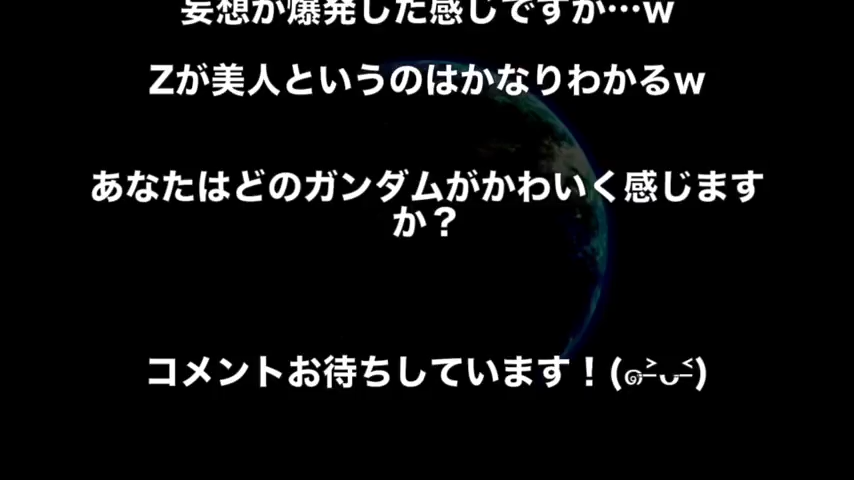 妄想が爆発した感じですが…w
Zが美人というのはかなりわかるw
あなたはどのガンダムがかわいく感じます
か？
コメントお待ちしています！(๑˃̵ᴗ˂̵)